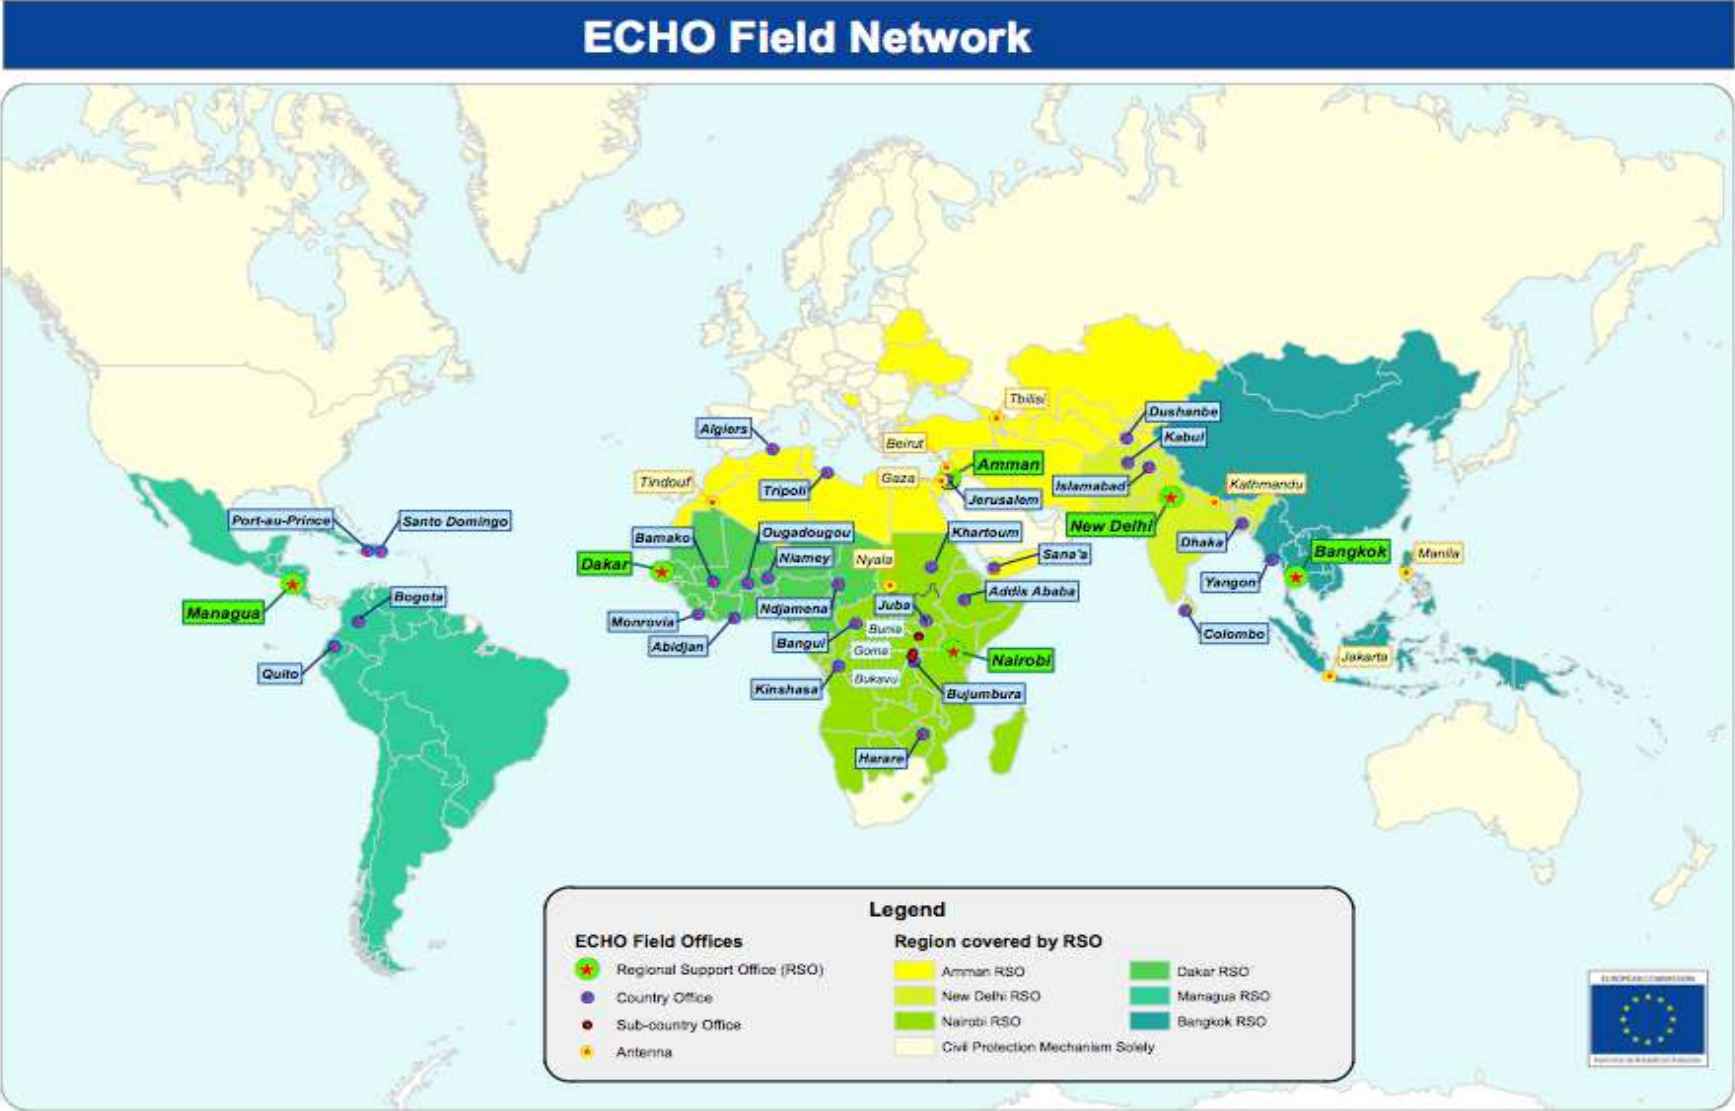 ECHO Field Network
Tbilisi
Dushanbe
Algiers
Beirut
Kabul
Amman
Tindouf
Tripoli
Gaza
Jerusalem
Islamabad
Kathmandu
Port-au-Prince
Santo Domingo
New Delhi
Bamako
Ougadougou
Khartoum
Dhaka
Dakar
Niamey
Nyala
Sana'a
Bangkok
Manila
Yangon
Managua
Bogota
Ndjamena
Juba
Addis Ababa
Monrovia
Abidjan
Bangui
Bunia
Colombo
Goma
Nairobi
Jakarta
Quito
Kinshasa
Bukavu
Bujumbura
Harare
Legend
ECHO Field Offices
Regional Support Office (RSO)
Country Office
Sub-country Office
Antenna
Region covered by RSO
Amman RSO
New Delhi RSO
Nairobi RSO
Civil Protection Mechanism Solely
Dakar RSO
Managua RSO
Bangkok RSO
EUROPEAN COMMISSION